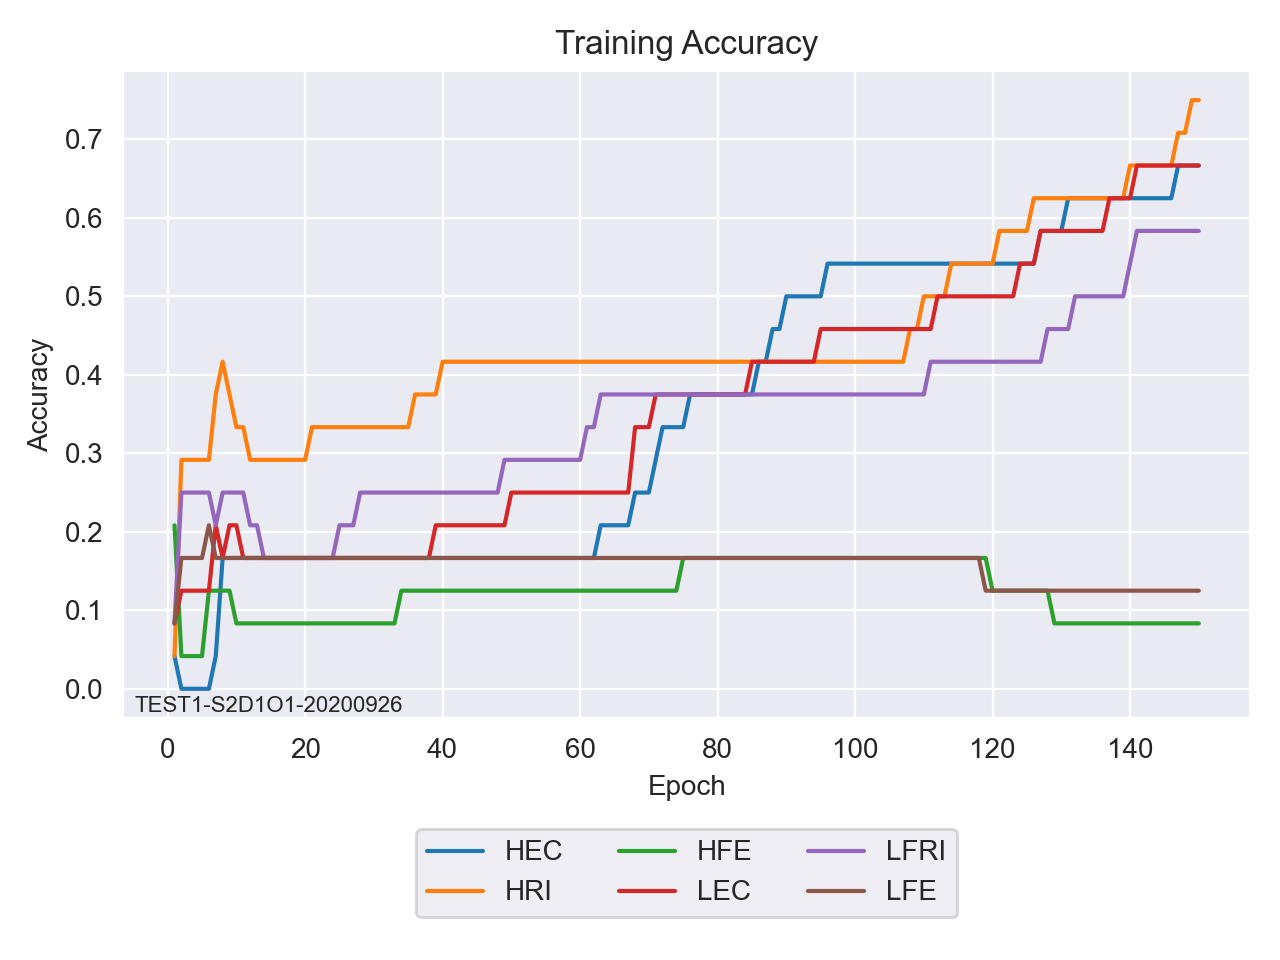 Training Accuracy
Accuracy
0.7
0.6
0.5
0.4
0.3
0.2
0.1
0.0
TEST1-S2D1O1-20200926
0 20 40 60 80 100 120 140
Epoch
HEC HFE LFRI
HRI LEC LFE